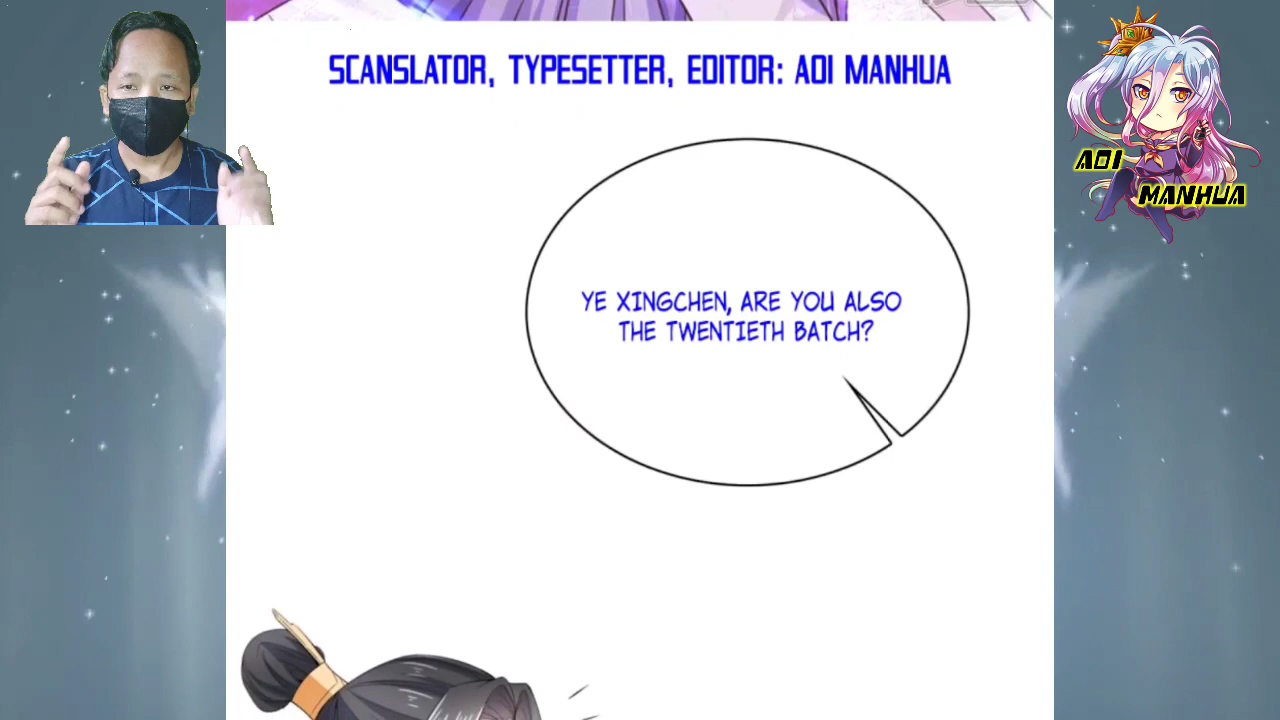 SCANSLATOR, TYPESETTER, EDITOR: AOI MANHUA
AOI
MANHUA
YE XINGCHEN, ARE YOU ALSO
THE TWENTIETH BATCH?